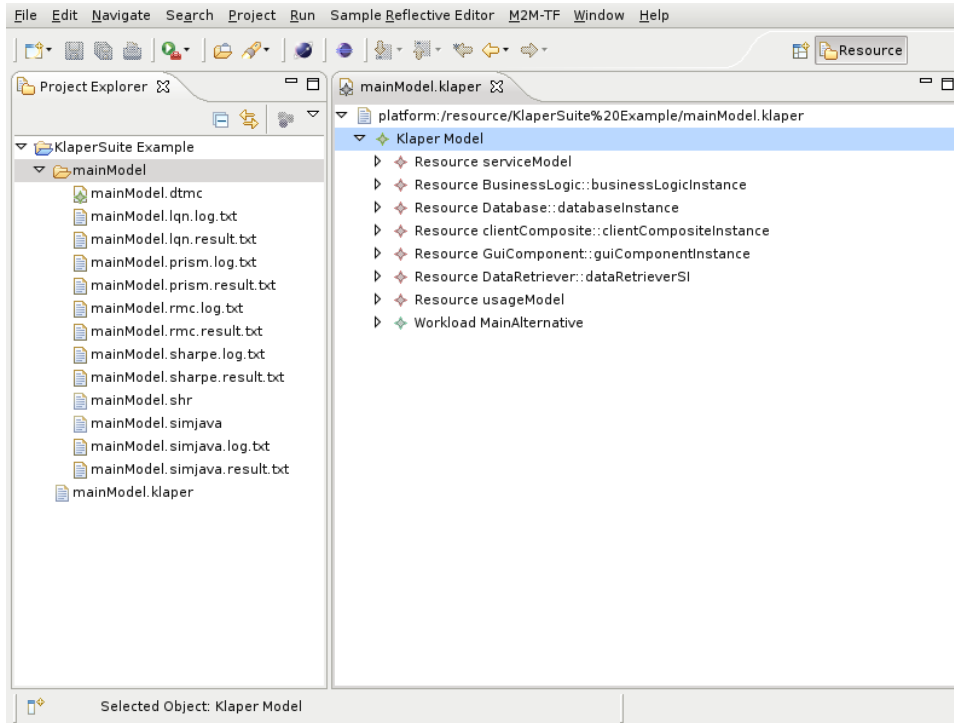 File Edit Navigate Search Project Run Sample Reflective Editor M2M-TF Window Help
Resource
Project Explorer
KlaperSuite Example
mainModel
mainModel.dtmc
mainModel.lqn.log.txt
mainModel.lqn.result.txt
mainModel.prism.log.txt
mainModel.prism.result.txt
mainModel.rmc.log.txt
mainModel.rmc.result.txt
mainModel.sharpe.log.txt
mainModel.sharpe.result.txt
mainModel.shr
mainModel.simjava
mainModel.simjava.log.txt
mainModel.simjava.result.txt
mainModel.klaper
mainModel.klaper
platform:/resource/KlaperSuite%20Example/mainModel.klaper
Klaper Model
Resource serviceModel
Resource BusinessLogic::businessLogicInstance
Resource Database::databaseInstance
Resource clientComposite::clientCompositeInstance
Resource GuiComponent::guiComponentInstance
Resource DataRetriever::dataRetrieverSI
Resource usageModel
Workload MainAlternative
Selected Object: Klaper Model